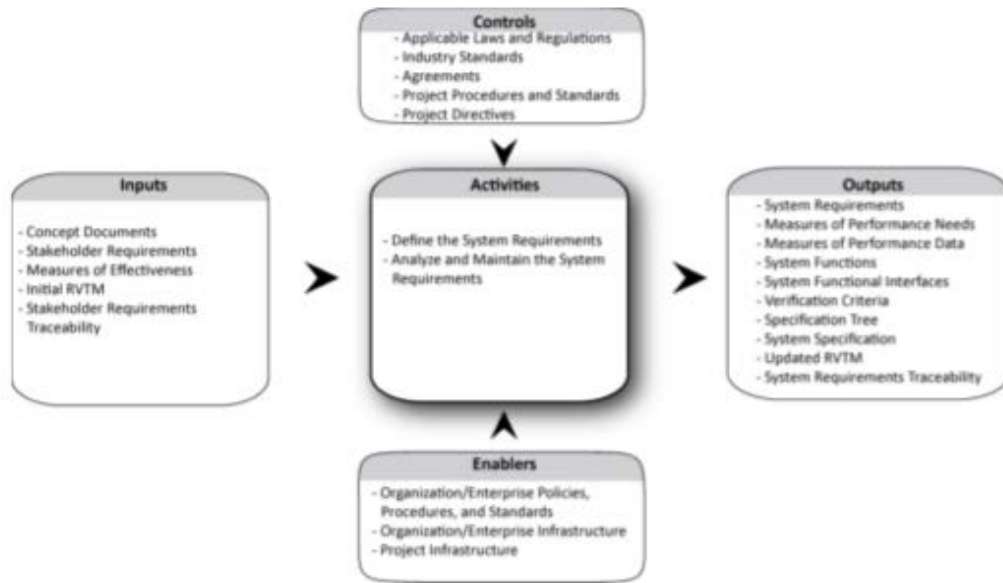 Controls
- Applicable Laws and Regulations
- Industry Standards
- Agreements
- Project Procedures and Standards
- Project Directives
Inputs
- Concept Documents
- Stakeholder Requirements
- Measures of Effectiveness
- Initial RVTM
- Stakeholder Requirements
Traceability
Activities
- Define the System Requirements
- Analyze and Maintain the System
Requirements
Outputs
- System Requirements
- Measures of Performance Needs
- Measures of Performance Data
- System Functions
- System Functional Interfaces
- Verification Criteria
- Specification Tree
- System Specification
- Updated RVTM
- System Requirements Traceability
Enablers
- Organization/Enterprise Policies,
Procedures, and Standards
- Organization/Enterprise Infrastructure
- Project Infrastructure